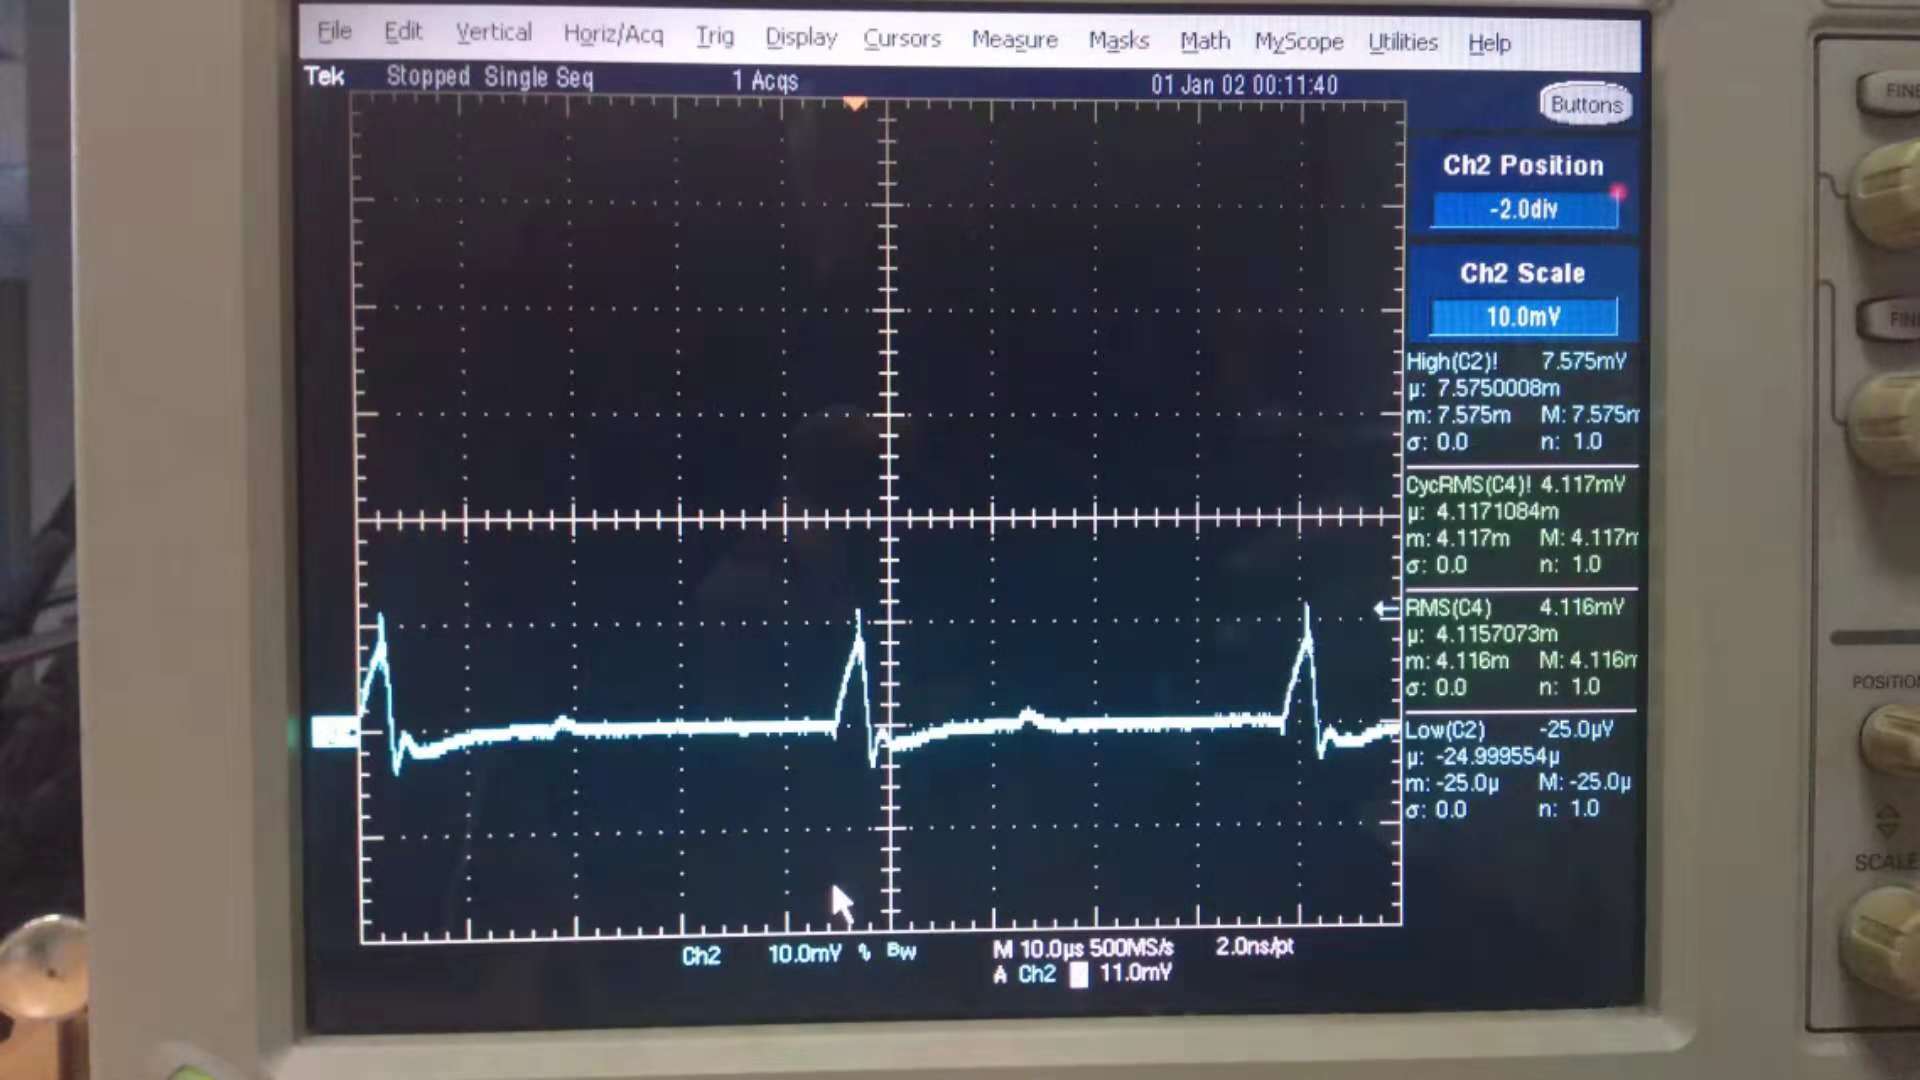 File Edit Vertical Horiz/Acq Trig Display Cursors Measure Masks Math MyScope Utilities Help
Tek Stopped Single Seq 1 Acqs 01 Jan 02 00:11:40
Buttons
Ch2 Position
-2.0div
Ch2 Scale
10.0mV
High(C2)! 7.575mV
µ: 7.5750008m
m: 7.575m M: 7.575m
σ: 0.0 n: 1.0
CycRMS(C4)! 4.117mV
µ: 4.1171084m
m: 4.117m M: 4.117m
σ: 0.0 n: 1.0
RMS(C4) 4.116mV
µ: 4.1157073m
m: 4.116m M: 4.116m
σ: 0.0 n: 1.0
Low(C2) -25.0µV
µ: -24.999554µ
m: -25.0µ M: -25.0µ
σ: 0.0 n: 1.0
Ch2 10.0mV Bw M 10.0µs 500MS/s 2.0ns/pt
A Ch2 11.0mV
FINE
FINE
POSITION
SCALE